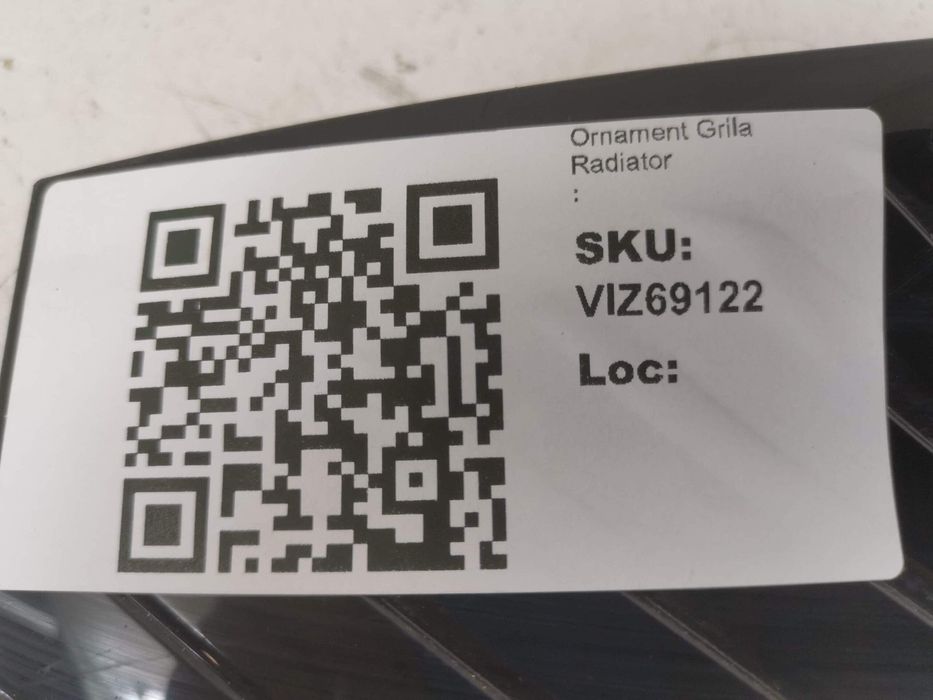 Ornament Grila
Radiator
:
SKU:
VIZ69122
Loc: